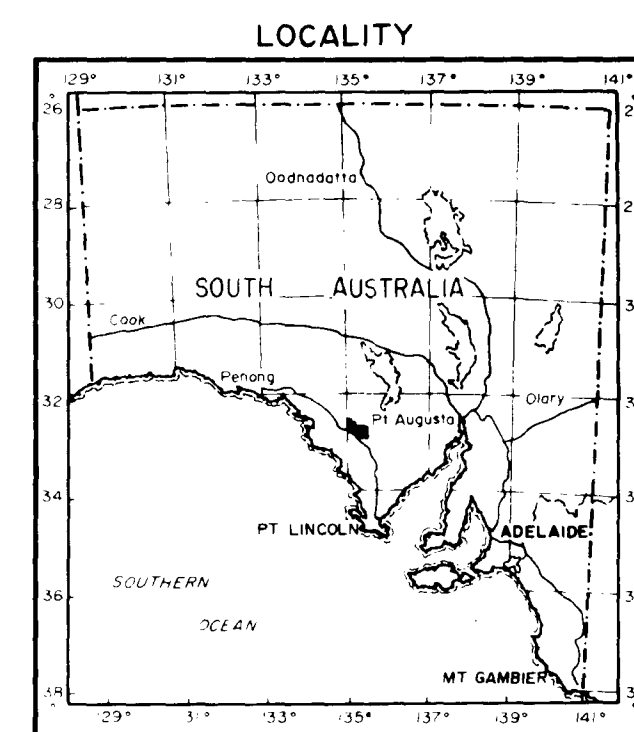 LOCALITY
129° 131° 133° 135° 137° 139° 141°
26
Oodnadatta
28
SOUTH AUSTRALIA
30
Cook
Penong
32
Olary
Pt Augusta
34
PT LINCOLN
ADELAIDE
SOUTHERN
36
OCEAN
MT GAMBIER
38
129° 131° 133° 135° 137° 139° 141°